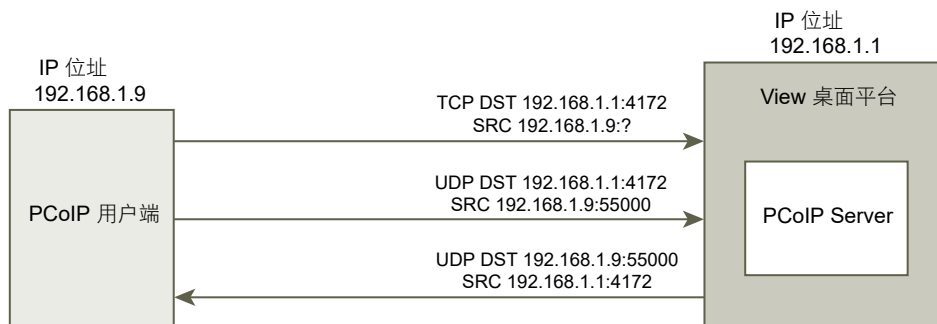 IP 位址
192.168.1.1
IP 位址
192.168.1.9
View 桌面平台
TCP DST 192.168.1.1:4172
SRC 192.168.1.9:?
UDP DST 192.168.1.1:4172
SRC 192.168.1.9:55000
PCoIP 用户端
PCoIP Server
UDP DST 192.168.1.9:55000
SRC 192.168.1.1:4172